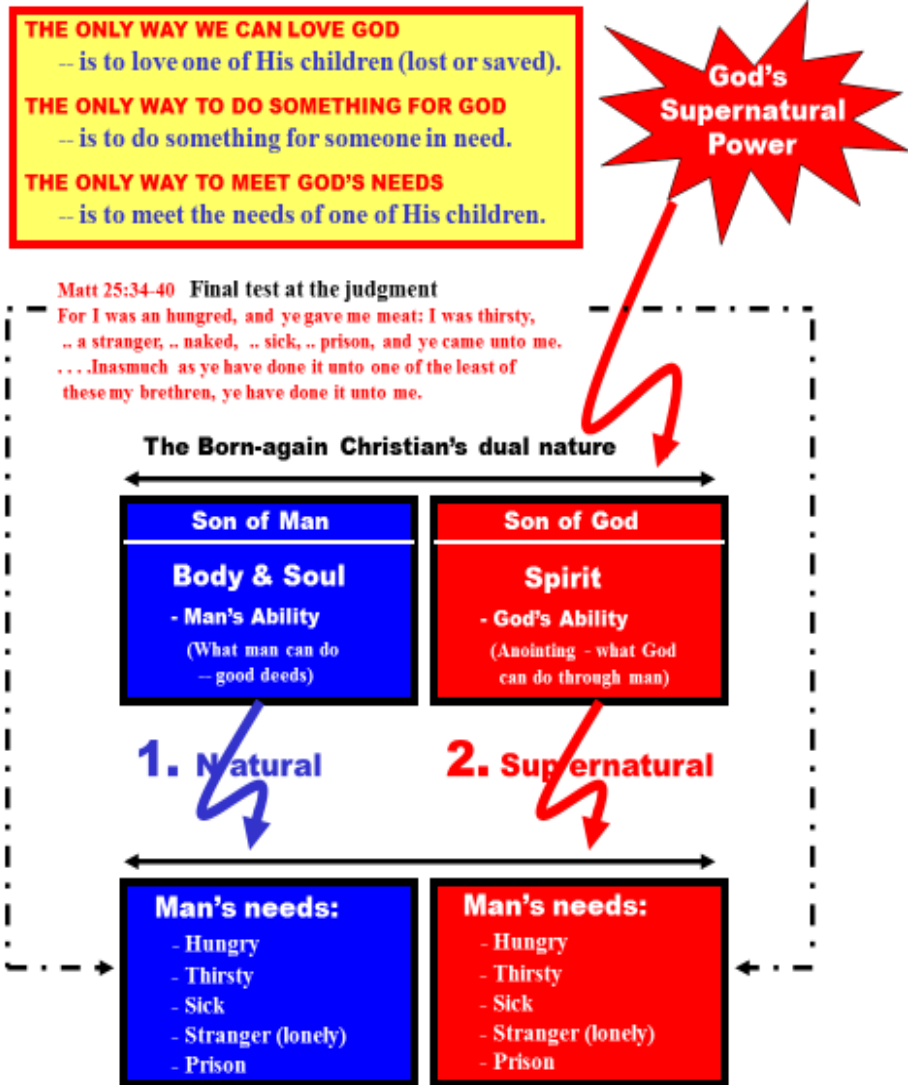 THE ONLY WAY WE CAN LOVE GOD
-- is to love one of His children (lost or saved).
THE ONLY WAY TO DO SOMETHING FOR GOD
-- is to do something for someone in need.
THE ONLY WAY TO MEET GOD'S NEEDS
-- is to meet the needs of one of His children.
God's
Supernatural
Power
Matt 25:34-40 Final test at the judgment
For I was an hungred, and ye gave me meat: I was thirsty,
.. a stranger, .. naked, .. sick, .. prison, and ye came unto me.
. . . .Inasmuch as ye have done it unto one of the least of
these my brethren, ye have done it unto me.
The Born-again Christian's dual nature
Son of Man
Body & Soul
- Man's Ability
(What man can do
-- good deeds)
Son of God
Spirit
- God's Ability
(Anointing - what God
can do through man)
1. Natural
2. Supernatural
Man's needs:
- Hungry
- Thirsty
- Sick
- Stranger (lonely)
- Prison
Man's needs:
- Hungry
- Thirsty
- Sick
- Stranger (lonely)
- Prison